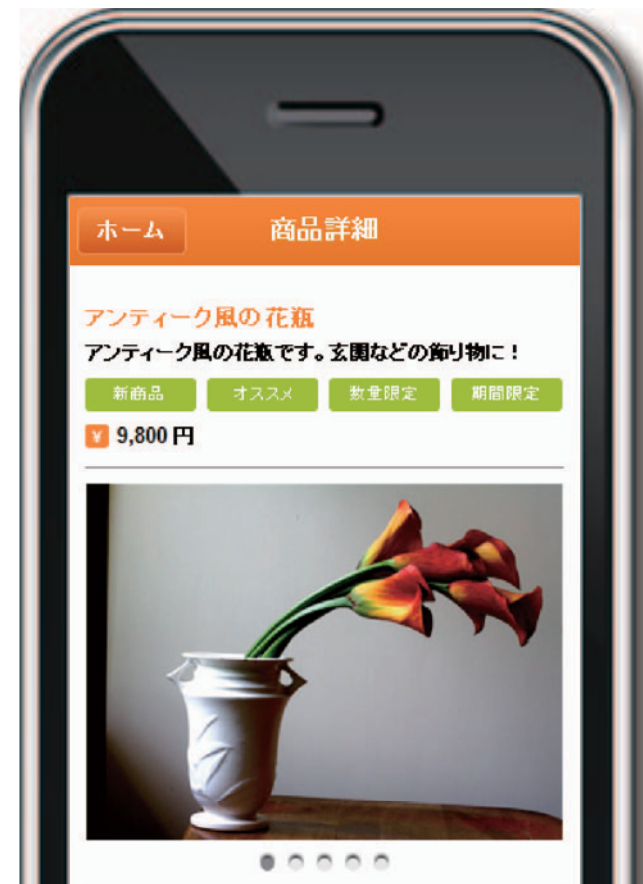 ホーム 商品詳細
アンティーク風の花瓶
アンティーク風の花瓶です。玄関などの飾り物に！
新商品 オススメ 数量限定 期間限定
¥ 9,800 円